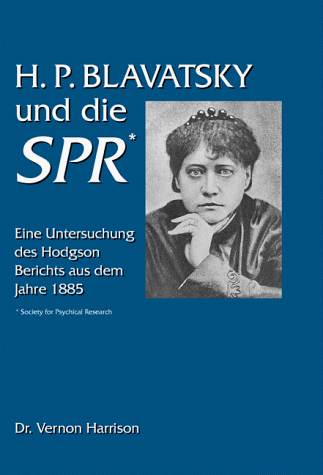 H. P. BLAVATSKY
und die
SPR*
Eine Untersuchung
des Hodgson
Berichts aus dem
Jahre 1885
* Society for Psychical Research
Dr. Vernon Harrison